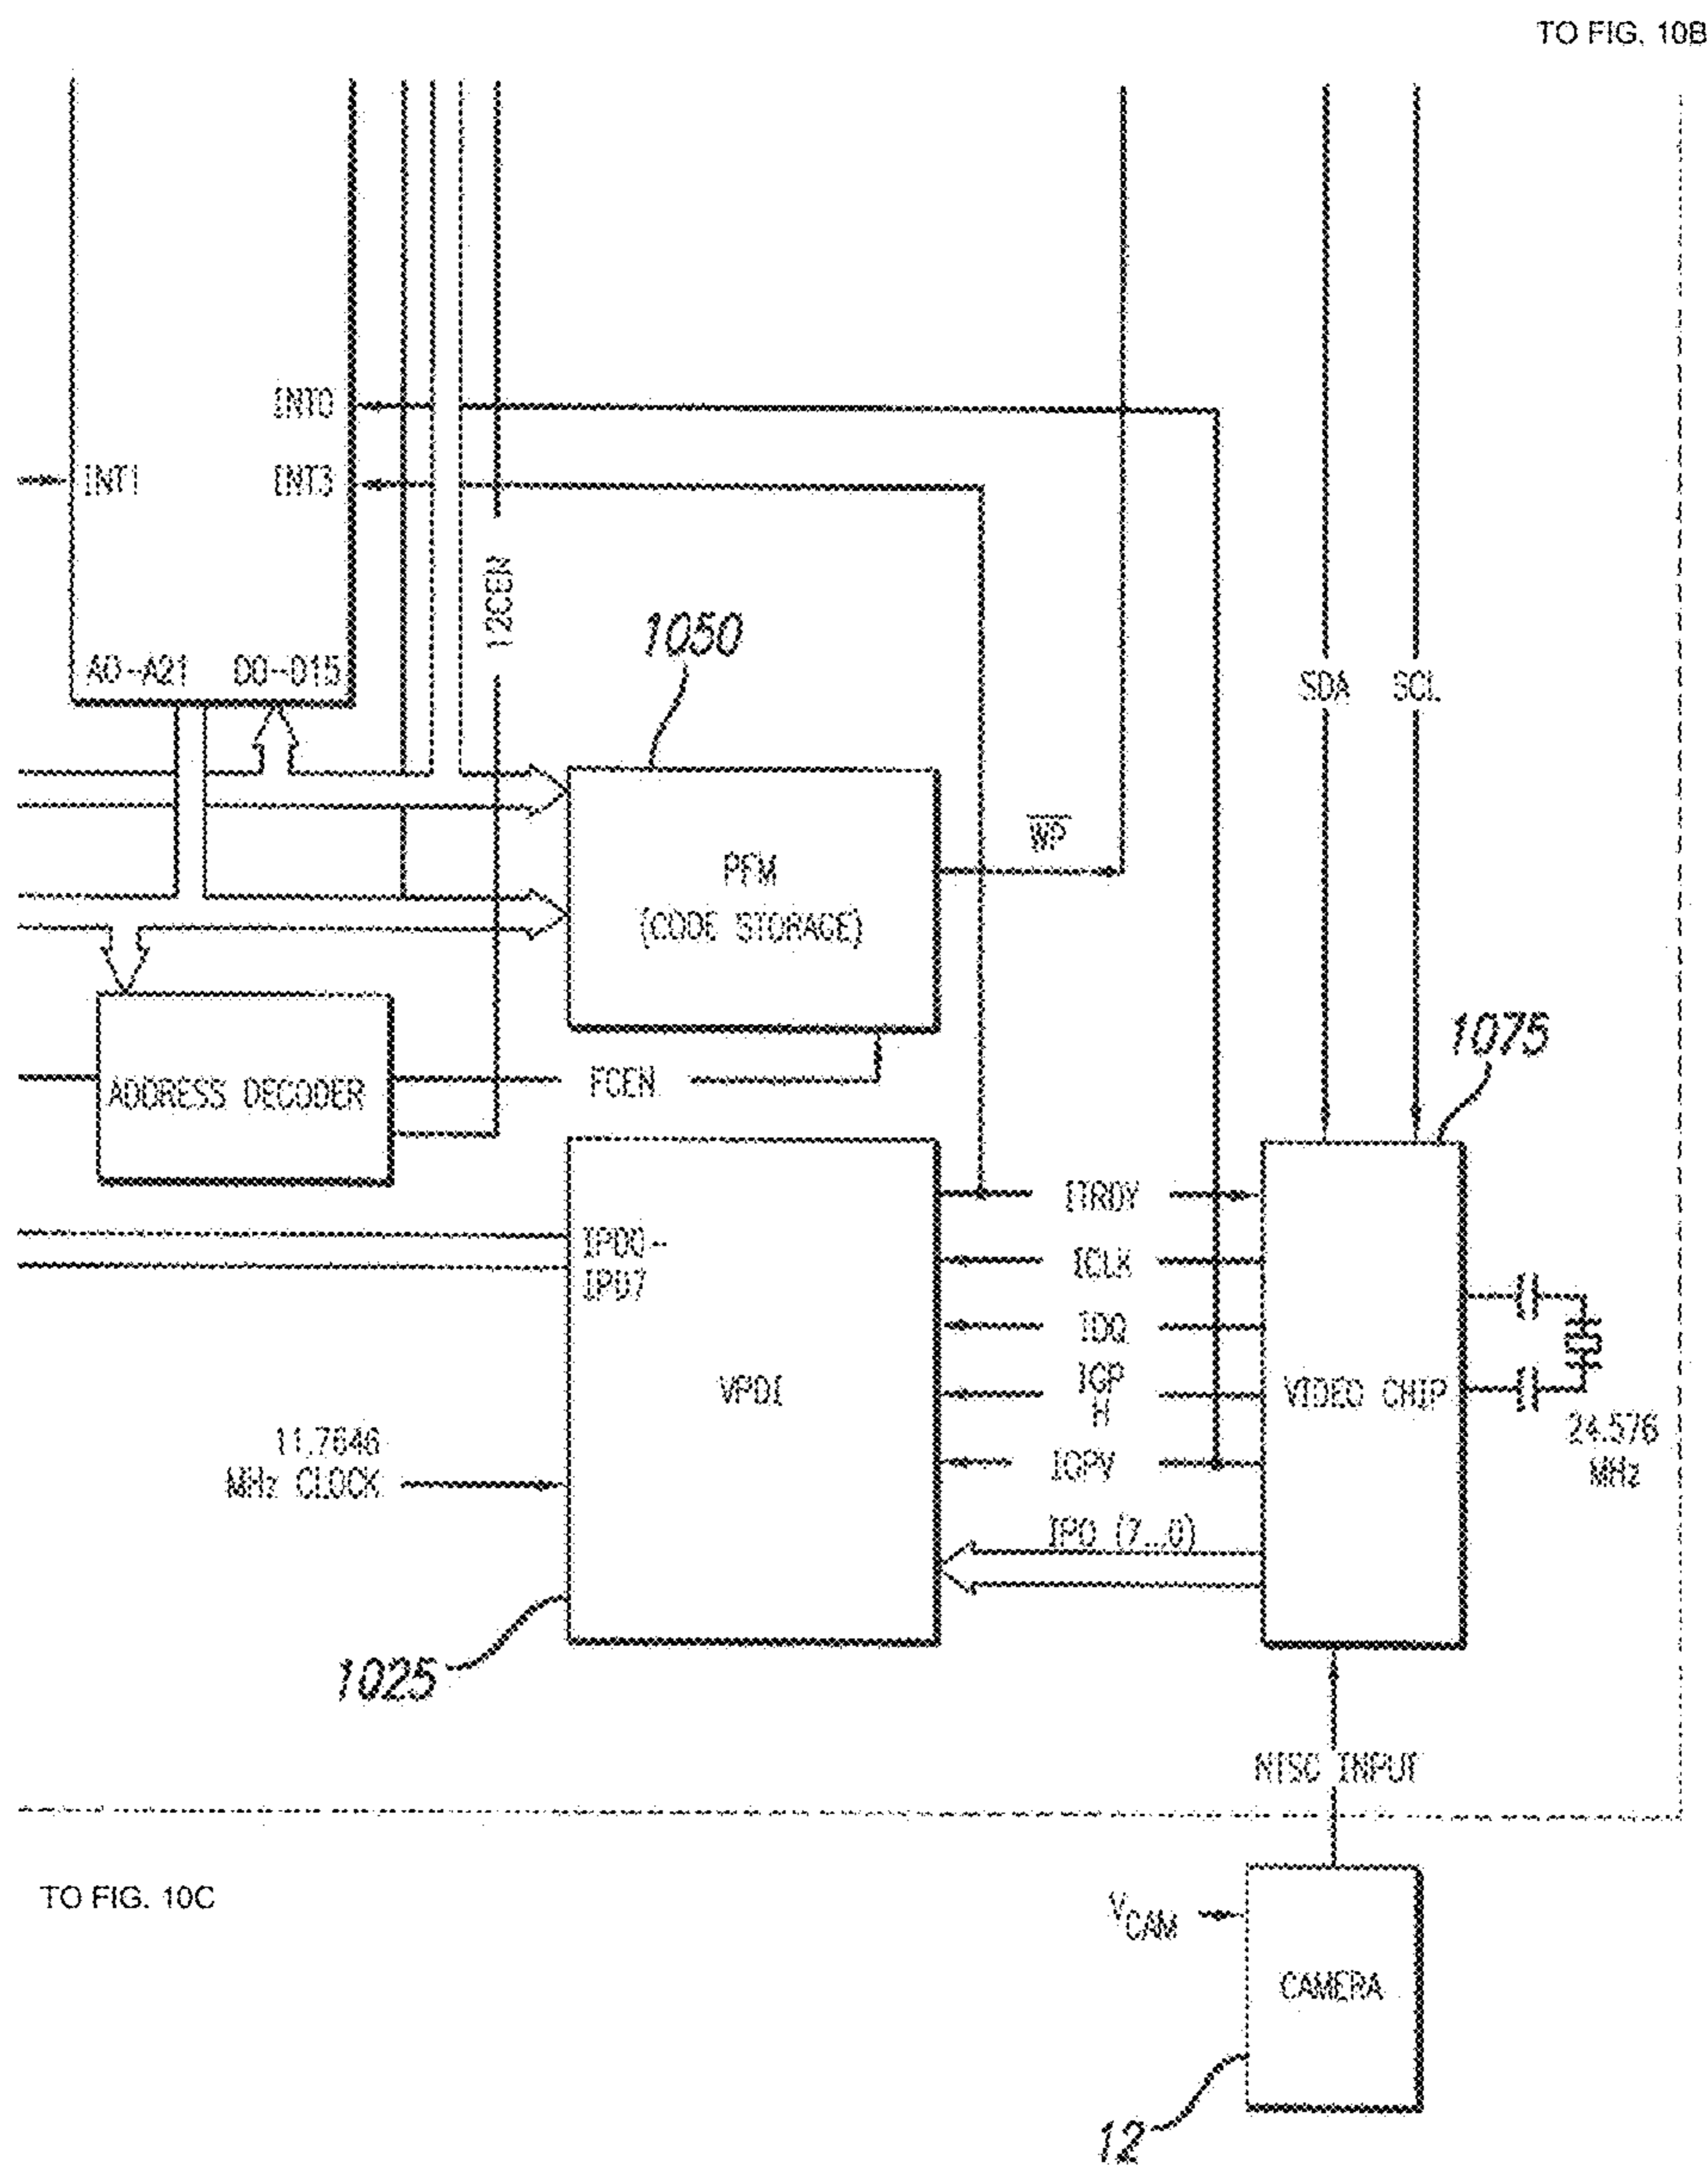 TO FIG. 10B
INT0
INT1
INT3
12CEN
1050
A0-A21
D0-D15
SDA
SCL
WP
PFM
(CODE STORAGE)
1075
FCEN
ADDRESS DECODER
ITRDY
IPD0-
IPD7
ICLK
IDQ
IGP
H
VPDI
VIDEO CHIP
24.576
MHz
11.7646
MHz CLOCK
IGPV
IPD (7...0)
1025
NTSC INPUT
TO FIG. 10C
VCAM
CAMERA
12